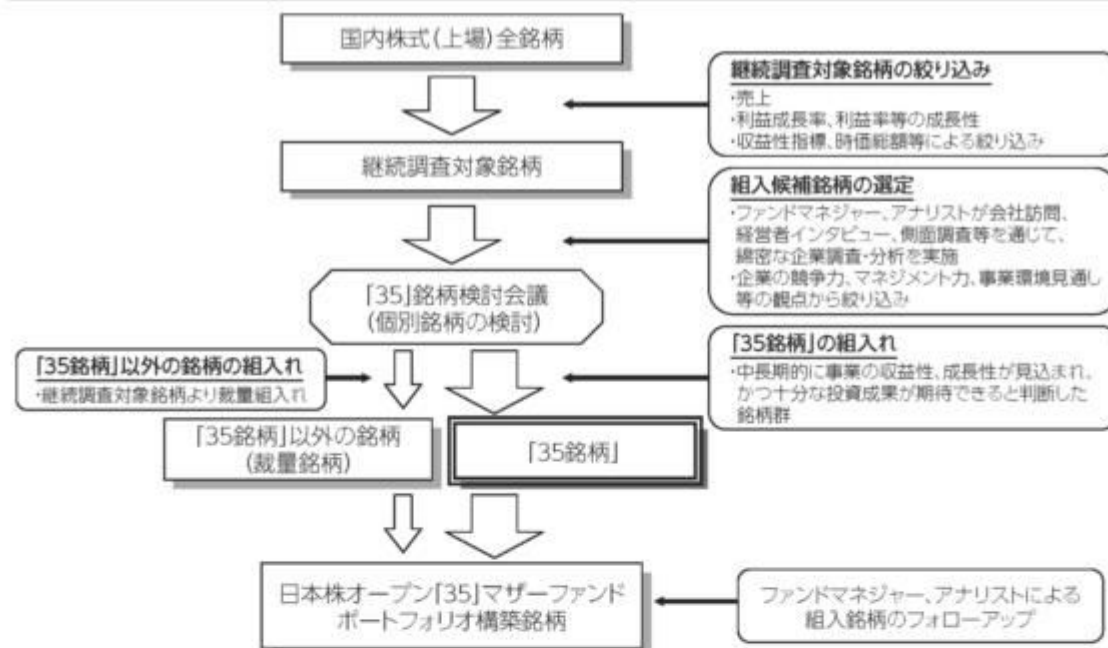 国内株式(上場)全銘柄
継続調査対象銘柄の絞り込み
・売上
・利益成長率、利益率等の成長性
・収益性指標、時価総額等による絞り込み
継続調査対象銘柄
組入候補銘柄の選定
・ファンドマネジャー、アナリストが会社訪問、
経営者インタビュー、側面調査等を通じて、
綿密な企業調査・分析を実施
・企業の競争力、マネジメント力、事業環境見通し
等の観点から絞り込み
「35」銘柄検討会議
(個別銘柄の検討)
「35銘柄」以外の銘柄の組入れ
・継続調査対象銘柄より裁量組入れ
「35銘柄」の組入れ
・中長期的に事業の収益性、成長性が見込まれ、
かつ十分な投資成果が期待できると判断した
銘柄群
「35銘柄」以外の銘柄
(裁量銘柄)
「35銘柄」
日本株オープン「35」マザーファンド
ポートフォリオ構築銘柄
ファンドマネジャー、アナリストによる
組入銘柄のフォローアップ